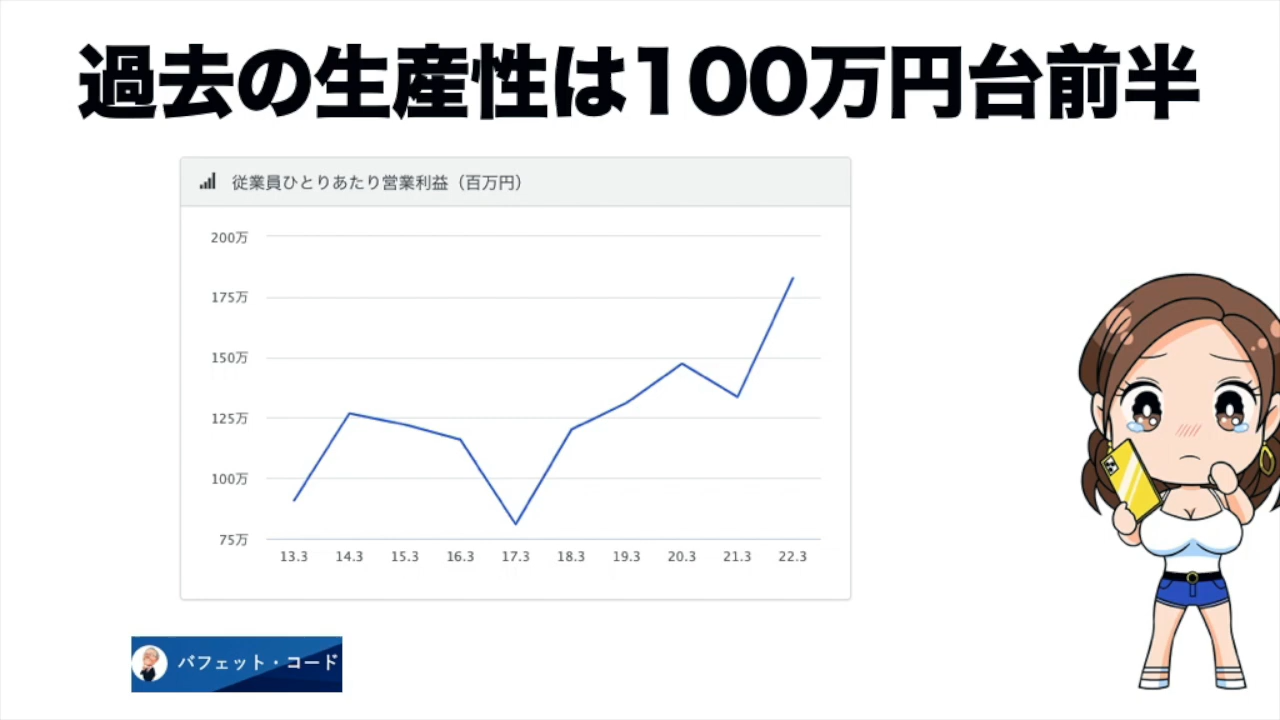 過去の生産性は100万円台前半
従業員ひとりあたり営業利益（百万円）
200万
175万
150万
125万
100万
75万
13.3 14.3 15.3 16.3 17.3 18.3 19.3 20.3 21.3 22.3
バフェット・コード